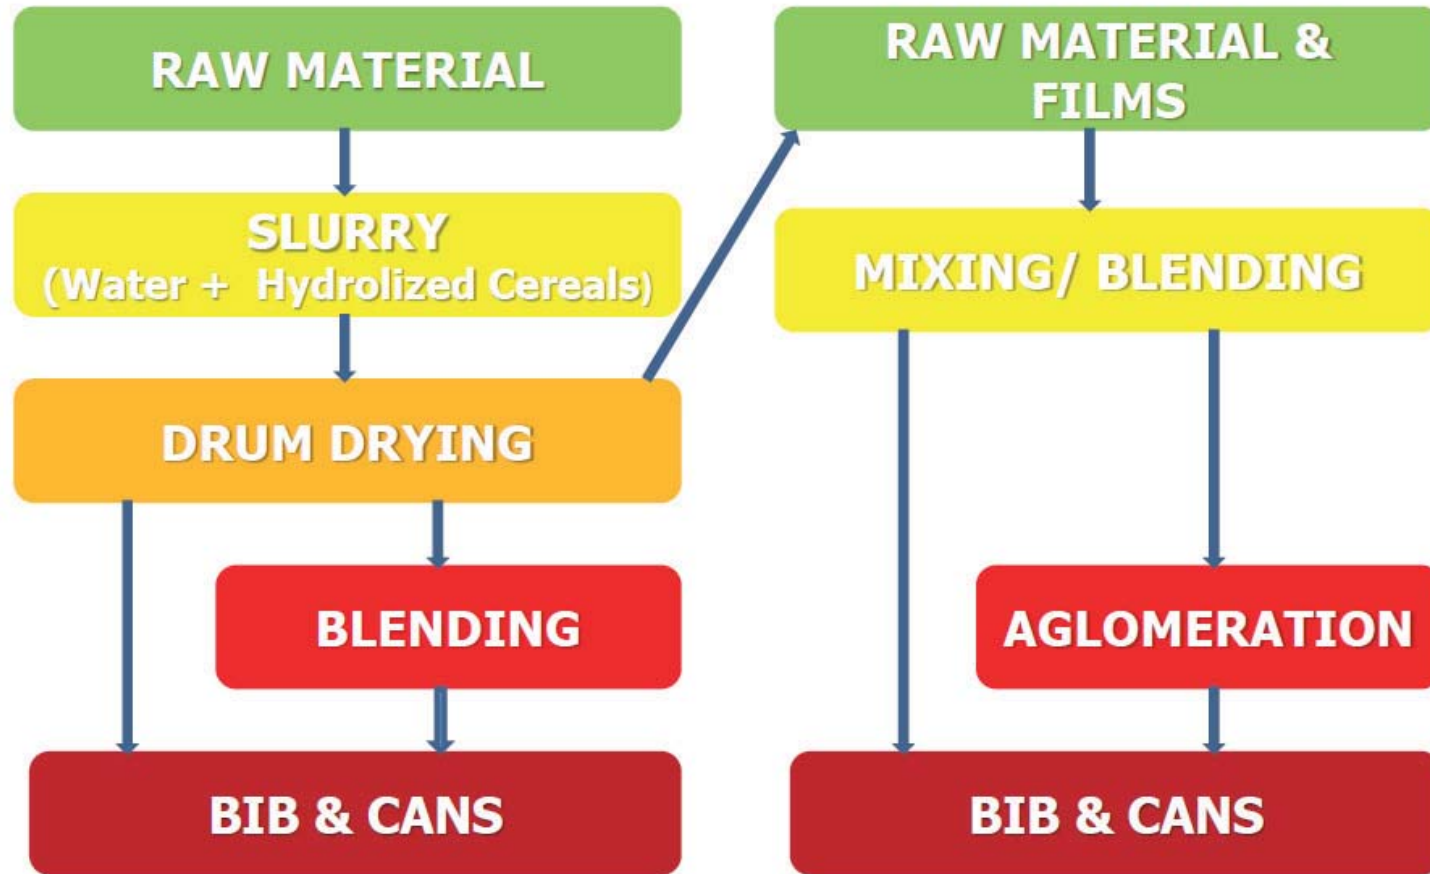 RAW MATERIAL
SLURRY
(Water + Hydrolized Cereals)
DRUM DRYING
BLENDING
BIB & CANS
RAW MATERIAL &
FILMS
MIXING/ BLENDING
AGLOMERATION
BIB & CANS